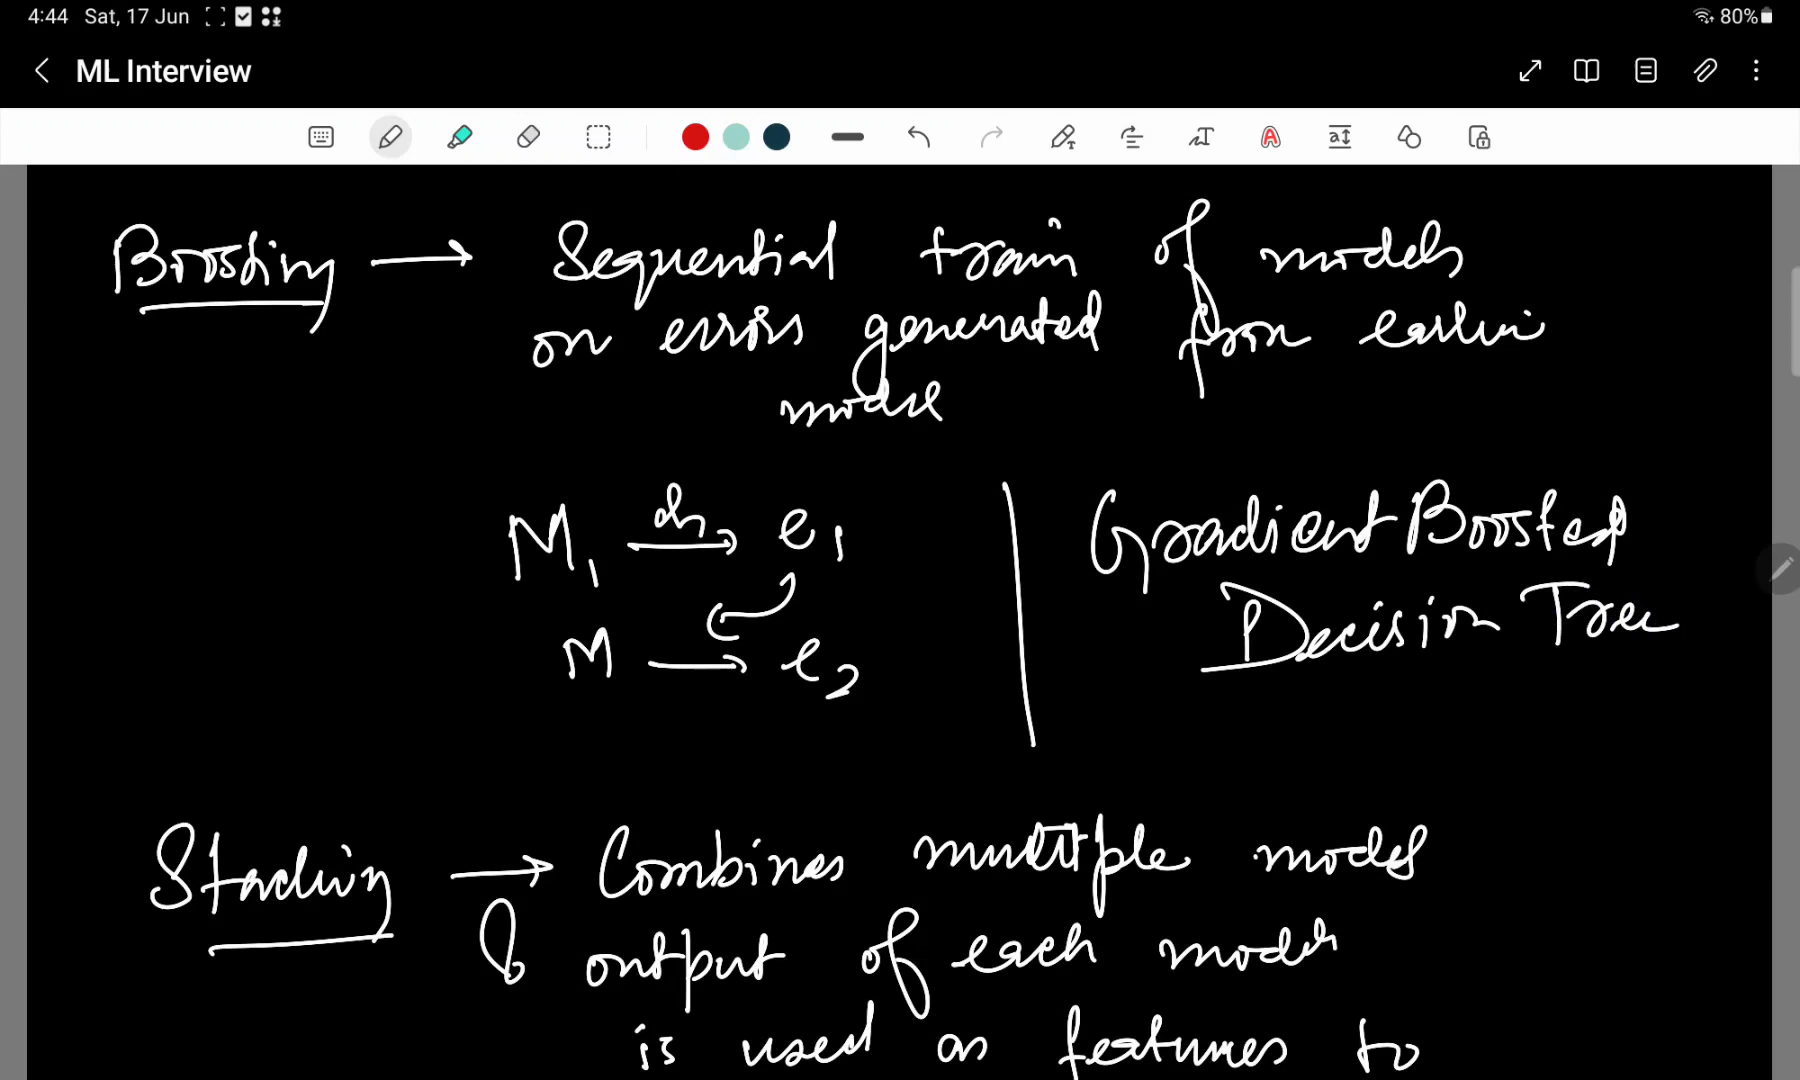 4:44 Sat, 17 Jun 80%
ML Interview
Boosting → Sequential train of models
on errors generated from earlier
model
M1 → e1
M → e2
Gradient Boosted
Decision Tree
Stacking → Combines multiple model
& output of each model
is used as features to